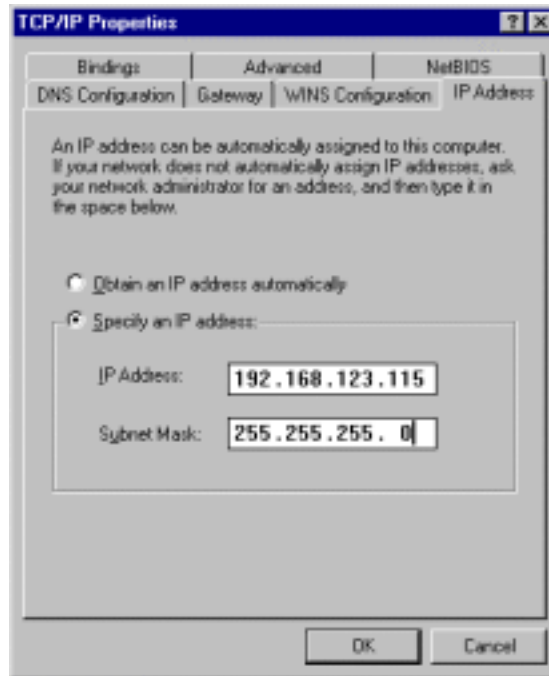 TCP/IP Properties
? X
Bindings Advanced NetBIOS
DNS Configuration Gateway WINS Configuration IP Address
An IP address can be automatically assigned to this computer.
If your network does not automatically assign IP addresses, ask
your network administrator for an address, and then type it in
the space below.
Obtain an IP address automatically
Specify an IP address:
IP Address: 192.168.123.115
Subnet Mask: 255.255.255. 0
OK Cancel